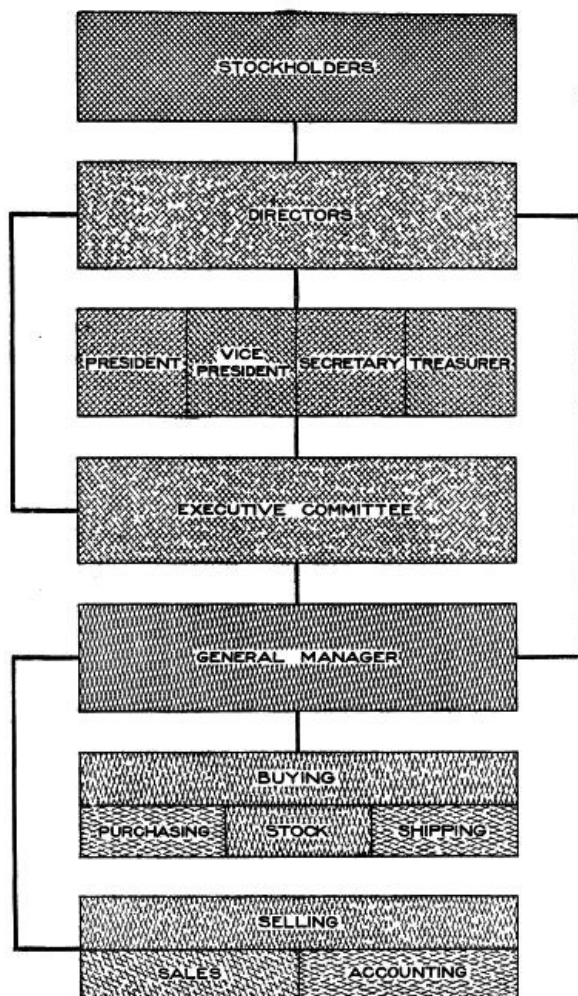 STOCKHOLDERS
DIRECTORS
PRESIDENT
VICE
PRESIDENT
SECRETARY
TREASURER
EXECUTIVE COMMITTEE
GENERAL MANAGER
BUYING
PURCHASING
STOCK
SHIPPING
SELLING
SALES
ACCOUNTING